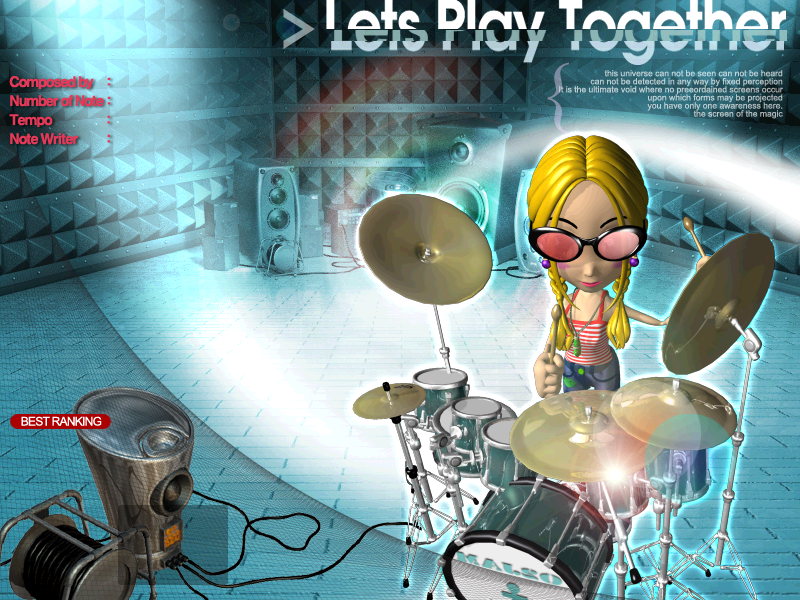 > Lets Play Together
this universe can not be seen can not be heard
can not be detected in any way by fixed perception
It is the ultimate void where no preeordained screens occur
upon which forms may be projected
you have only one awareness here.
the screen of the magic
Composed by :
Number of Note :
Tempo :
Note Writer :
BEST RANKING